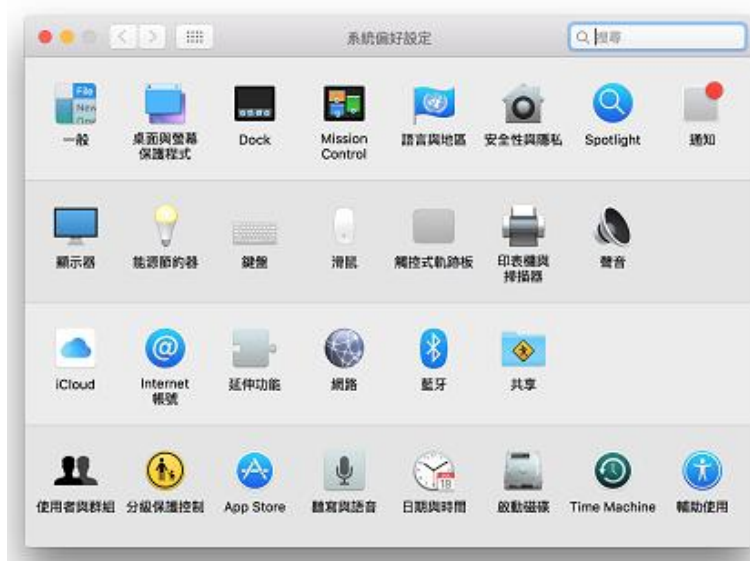 系統偏好設定
搜尋
File
New
一般
桌面與螢幕
保護程式
Dock
Mission
Control
語言與地區
安全性與隱私
Spotlight
通知
顯示器
能源節約器
鍵盤
滑鼠
觸控式軌跡板
印表機與
掃描器
聲音
iCloud
Internet
帳號
延伸功能
網路
藍牙
共享
使用者與群組
分級保護控制
App Store
聽寫與語音
18
日期與時間
啟動磁碟
Time Machine
輔助使用